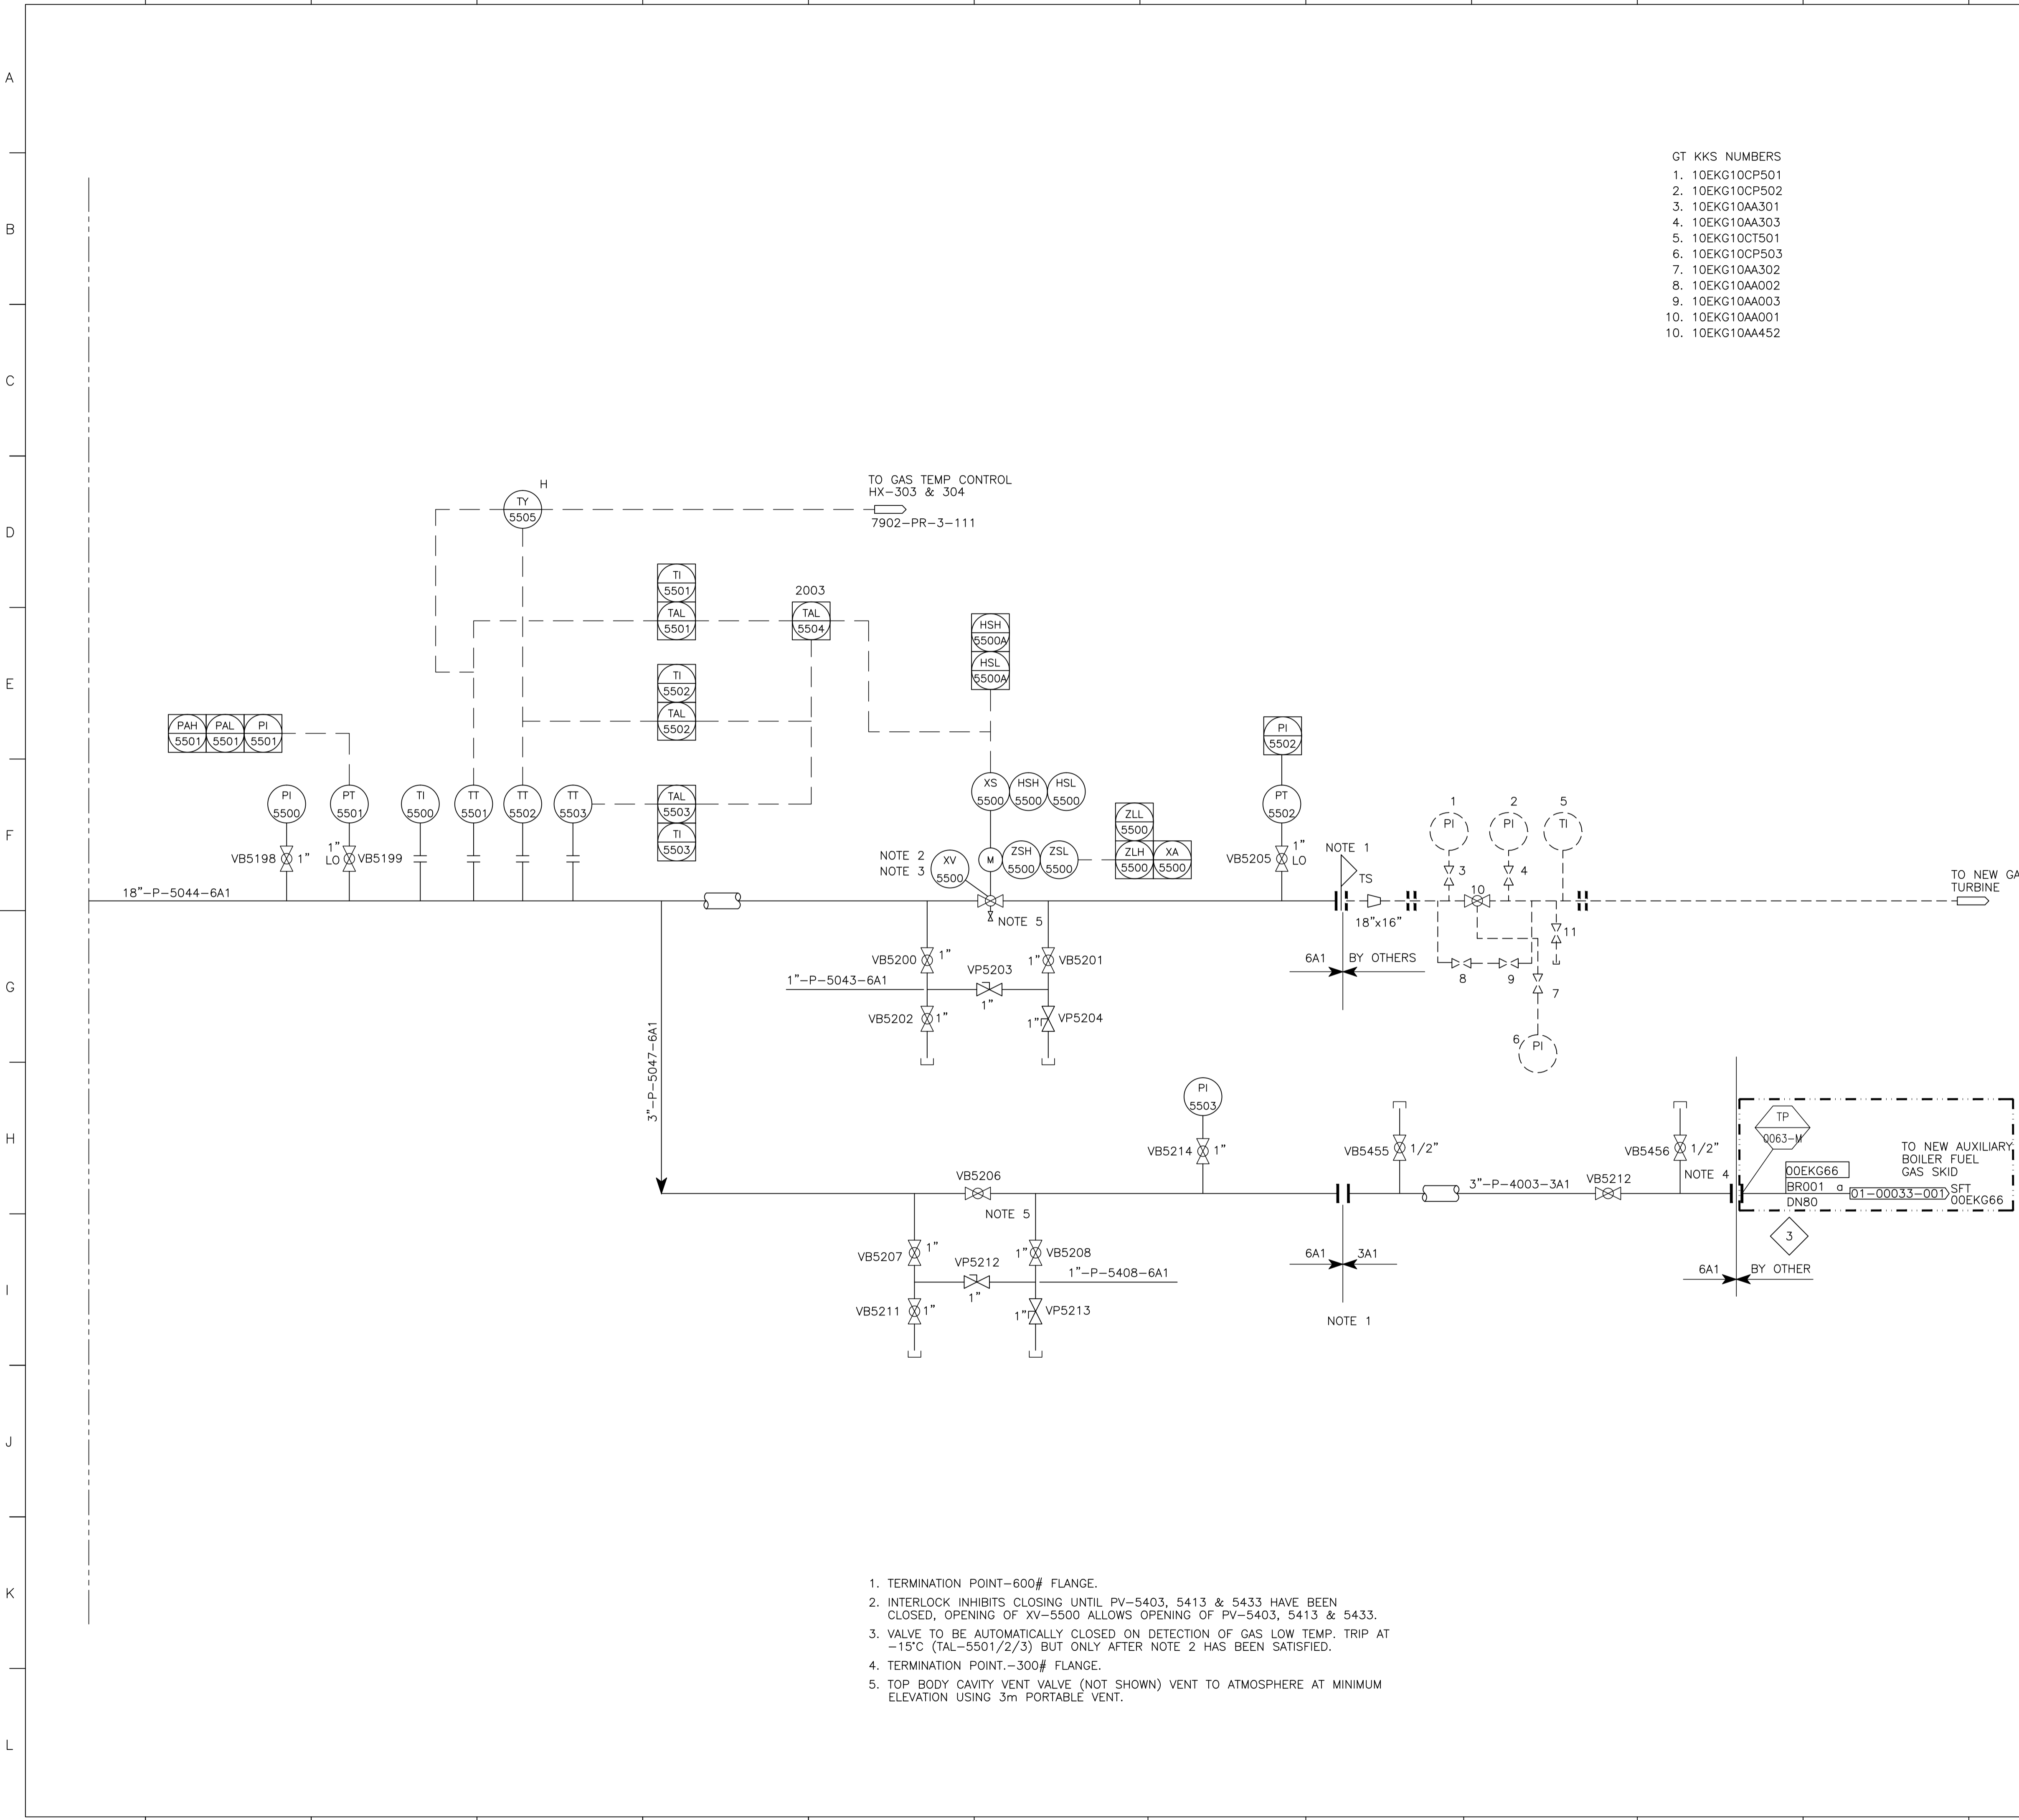 A
B
C
D
E
F
G
H
I
J
K
L
GT KKS NUMBERS
1. 10EKG10CP501
2. 10EKG10CP502
3. 10EKG10AA301
4. 10EKG10AA303
5. 10EKG10CT501
6. 10EKG10CP503
7. 10EKG10AA302
8. 10EKG10AA002
9. 10EKG10AA003
10. 10EKG10AA001
10. 10EKG10AA452
TO GAS TEMP CONTROL
HX-303 & 304
7902-PR-3-111
H
TY
5505
TI
5501
TAL
5501
2003
TAL
5504
TI
5502
TAL
5502
TAL
5503
TI
5503
HSH
5500A
HSL
5500A
PAH
5501
PAL
5501
PI
5501
PI
5500
PT
5501
TI
5500
TT
5501
TT
5502
TT
5503
VB5198
1"
1"
LO
VB5199
18"-P-5044-6A1
XS
5500
HSH
5500
HSL
5500
M
ZSH
5500
ZSL
5500
ZLL
5500
ZLH
5500
XA
5500
NOTE 2
NOTE 3
XV
5500
NOTE 5
PI
5502
PT
5502
VB5205
1"
LO
NOTE 1
TS
18"x16"
6A1
BY OTHERS
1
PI
2
PI
5
TI
3
4
10
11
8
9
7
6
PI
TO NEW GA
TURBINE
VB5200
1"
1"
VB5201
VP5203
1"
1"-P-5043-6A1
VB5202
1"
1"
VP5204
3"-P-5047-6A1
PI
5503
VB5214
1"
VB5206
NOTE 5
VB5207
1"
1"
VB5208
VP5212
1"
1"-P-5408-6A1
VB5211
1"
1"
VP5213
6A1
3A1
NOTE 1
VB5455
1/2"
3"-P-4003-3A1
VB5212
VB5456
1/2"
NOTE 4
TP
0063-M
TO NEW AUXILIARY
BOILER FUEL
GAS SKID
00EKG66
BR001
a
DN80
01-00033-001
SFT
00EKG66
3
6A1
BY OTHER
1. TERMINATION POINT-600# FLANGE.
2. INTERLOCK INHIBITS CLOSING UNTIL PV-5403, 5413 & 5433 HAVE BEEN
CLOSED, OPENING OF XV-5500 ALLOWS OPENING OF PV-5403, 5413 & 5433.
3. VALVE TO BE AUTOMATICALLY CLOSED ON DETECTION OF GAS LOW TEMP. TRIP AT
-15°C (TAL-5501/2/3) BUT ONLY AFTER NOTE 2 HAS BEEN SATISFIED.
4. TERMINATION POINT.-300# FLANGE.
5. TOP BODY CAVITY VENT VALVE (NOT SHOWN) VENT TO ATMOSPHERE AT MINIMUM
ELEVATION USING 3m PORTABLE VENT.